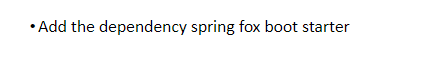 •Add the dependency spring fox boot starter